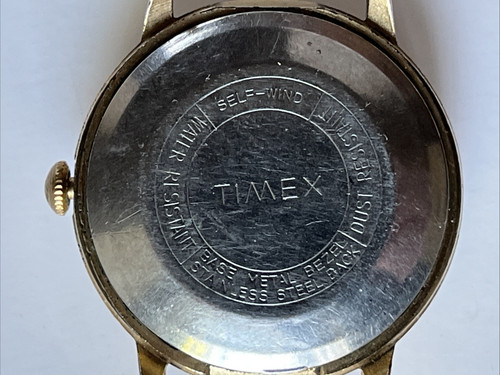 SELF-WIND
WATER RESISTANT
DUST RESISTANT
TIMEX
BASE METAL BEZEL
STAINLESS STEEL BACK